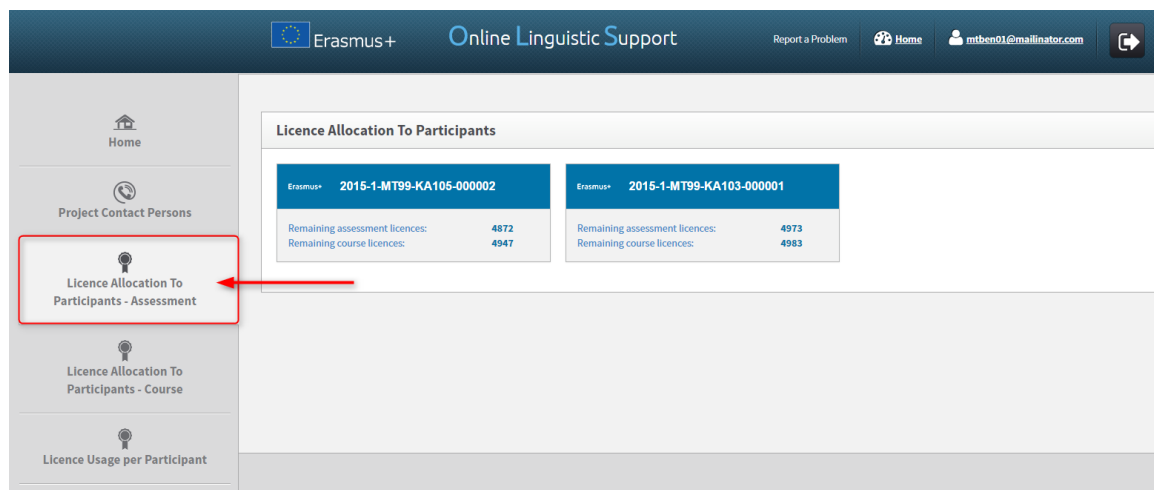 Erasmus+
Online Linguistic Support
Report a Problem
Home
mtben01@mailinator.com
Home
Project Contact Persons
Licence Allocation To
Participants - Assessment
Licence Allocation To
Participants - Course
Licence Usage per Participant
Licence Allocation To Participants
Erasmus+ 2015-1-MT99-KA105-000002
Remaining assessment licences: 4872
Remaining course licences: 4947
Erasmus+ 2015-1-MT99-KA103-000001
Remaining assessment licences: 4973
Remaining course licences: 4983